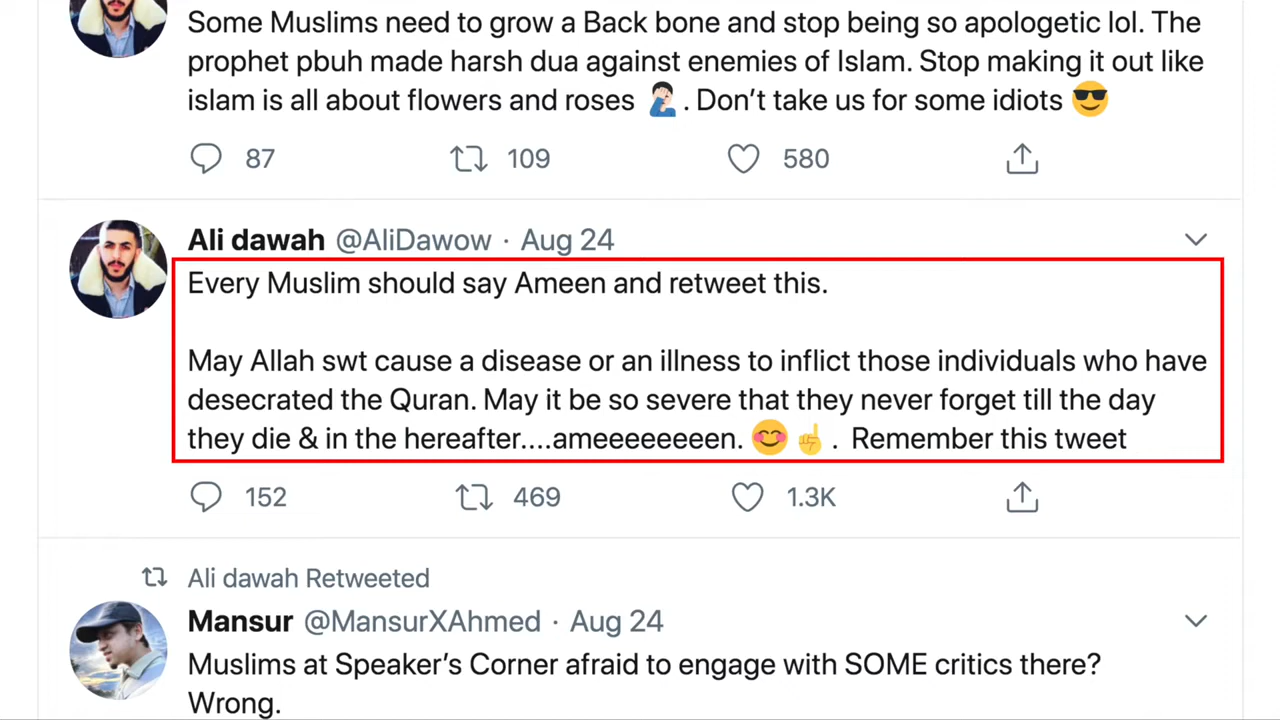 Some Muslims need to grow a Back bone and stop being so apologetic lol. The
prophet pbuh made harsh dua against enemies of Islam. Stop making it out like
islam is all about flowers and roses 🤦🏻‍♂️. Don’t take us for some idiots 😎
87 109 580
Ali dawah @AliDawow · Aug 24
Every Muslim should say Ameen and retweet this.
May Allah swt cause a disease or an illness to inflict those individuals who have
desecrated the Quran. May it be so severe that they never forget till the day
they die & in the hereafter....ameeeeeeeen. 😊☝️. Remember this tweet
152 469 1.3K
Ali dawah Retweeted
Mansur @MansurXAhmed · Aug 24
Muslims at Speaker’s Corner afraid to engage with SOME critics there?
Wrong.